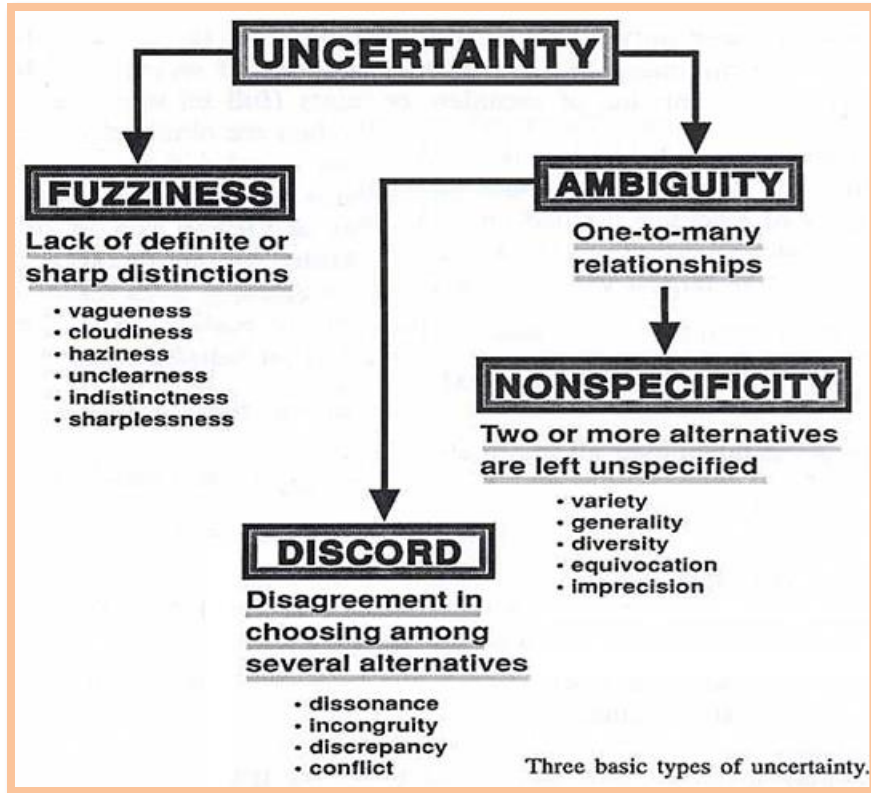 UNCERTAINTY
FUZZINESS
Lack of definite or
sharp distinctions
• vagueness
• cloudiness
• haziness
• unclearness
• indistinctness
• sharplessness
AMBIGUITY
One-to-many
relationships
NONSPECIFICITY
Two or more alternatives
are left unspecified
• variety
• generality
• diversity
• equivocation
• imprecision
DISCORD
Disagreement in
choosing among
several alternatives
• dissonance
• incongruity
• discrepancy
• conflict
Three basic types of uncertainty.